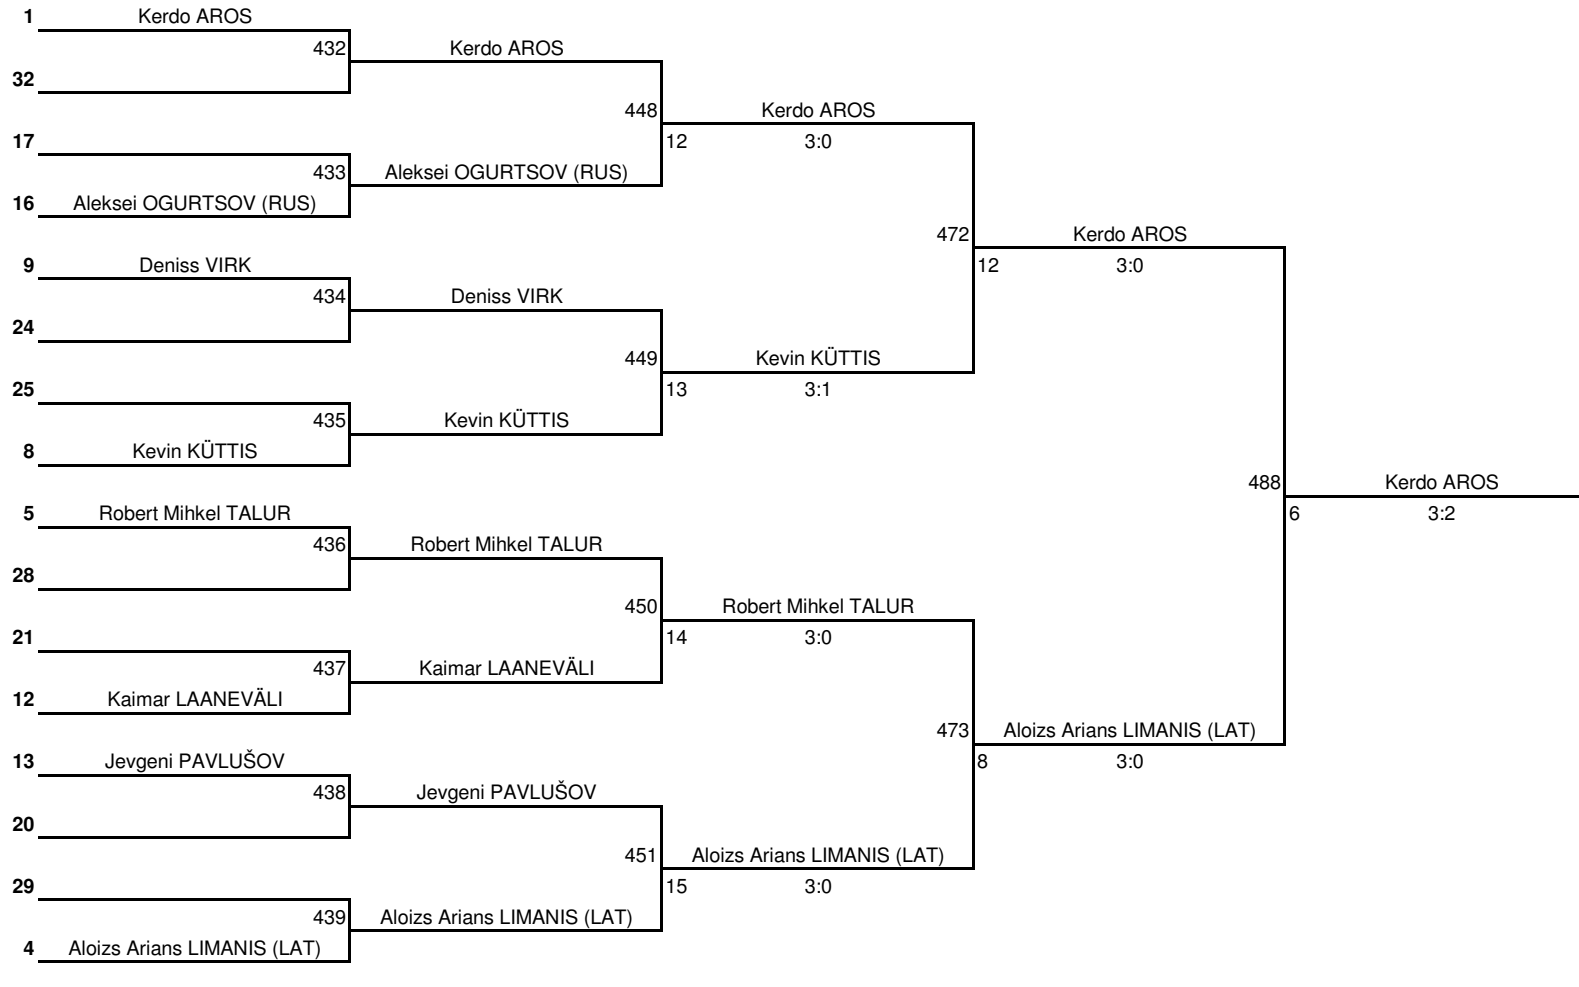 1 Kerdo AROS
432 Kerdo AROS
32
448 Kerdo AROS
17 12 3:0
433 Aleksei OGURTSOV (RUS)
16 Aleksei OGURTSOV (RUS)
472 Kerdo AROS
9 Deniss VIRK 12 3:0
434 Deniss VIRK
24
449 Kevin KÜTTIS
25 13 3:1
435 Kevin KÜTTIS
8 Kevin KÜTTIS
488 Kerdo AROS
5 Robert Mihkel TALUR 6 3:2
436 Robert Mihkel TALUR
28
450 Robert Mihkel TALUR
21 14 3:0
437 Kaimar LAANEVÄLI
12 Kaimar LAANEVÄLI
473 Aloizs Arians LIMANIS (LAT)
13 Jevgeni PAVLUŠOV 8 3:0
438 Jevgeni PAVLUŠOV
20
451 Aloizs Arians LIMANIS (LAT)
29 15 3:0
439 Aloizs Arians LIMANIS (LAT)
4 Aloizs Arians LIMANIS (LAT)